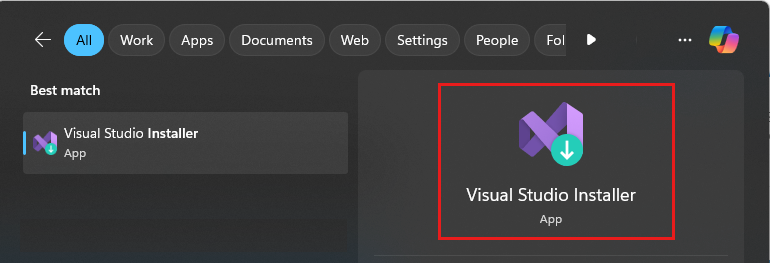 All Work Apps Documents Web Settings People Fol
Best match
Visual Studio Installer
App
Visual Studio Installer
App